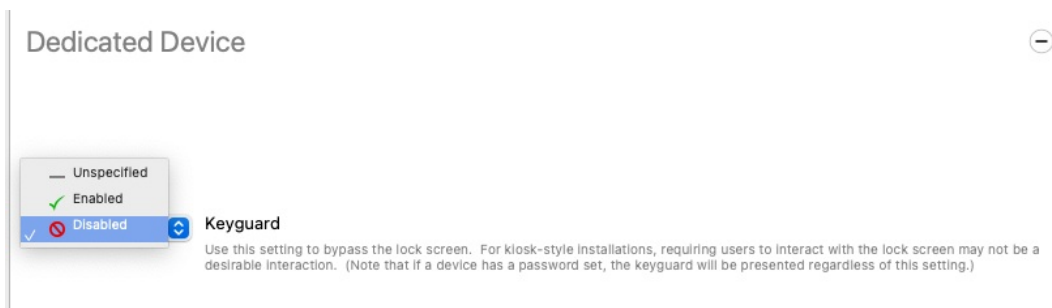 Dedicated Device
Unspecified
Enabled
Disabled
Keyguard
Use this setting to bypass the lock screen. For kiosk-style installations, requiring users to interact with the lock screen may not be a
desirable interaction. (Note that if a device has a password set, the keyguard will be presented regardless of this setting.)